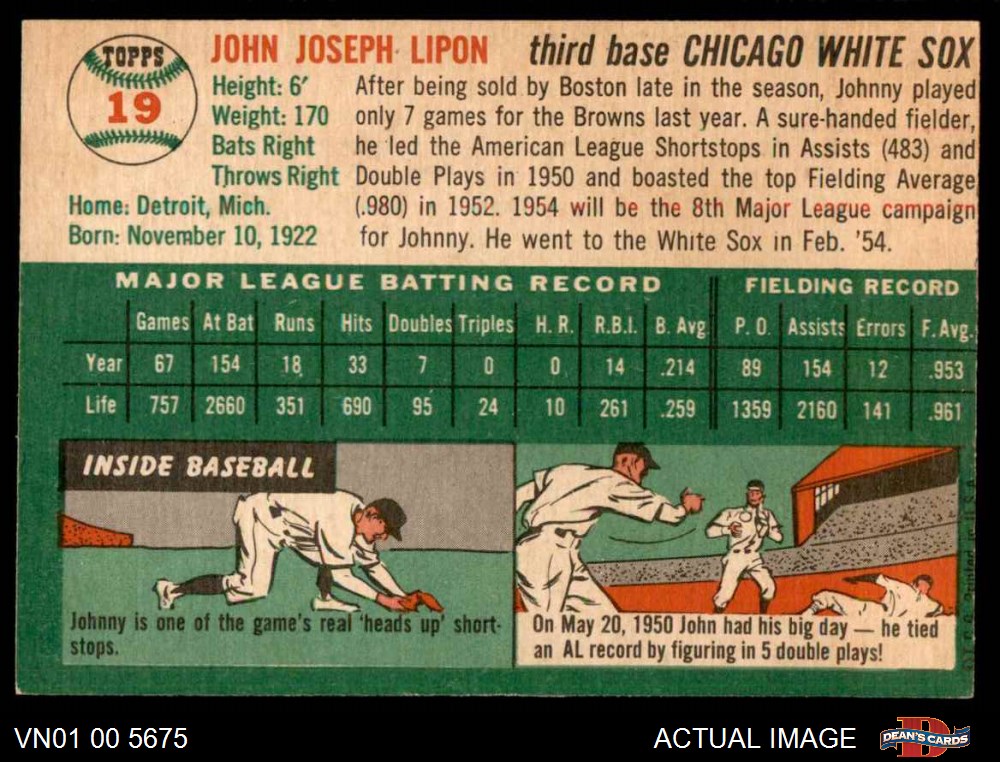 TOPPS
19
JOHN JOSEPH LIPON third base CHICAGO WHITE SOX
Height: 6′
Weight: 170
Bats Right
Throws Right
Home: Detroit, Mich.
Born: November 10, 1922
After being sold by Boston late in the season, Johnny played
only 7 games for the Browns last year. A sure-handed fielder,
he led the American League Shortstops in Assists (483) and
Double Plays in 1950 and boasted the top Fielding Average
(.980) in 1952. 1954 will be the 8th Major League campaign
for Johnny. He went to the White Sox in Feb. '54.
MAJOR LEAGUE BATTING RECORD FIELDING RECORD
Games At Bat Runs Hits Doubles Triples H. R. R.B.I. B. Avg. P. O. Assists Errors F. Avg.
Year 67 154 18 33 7 0 0 14 .214 89 154 12 .953
Life 757 2660 351 690 95 24 10 261 .259 1359 2160 141 .961
INSIDE BASEBALL
Johnny is one of the game's real 'heads up' short-
stops.
On May 20, 1950 John had his big day — he tied
an AL record by figuring in 5 double plays!
VN01 00 5675
ACTUAL IMAGE
DEAN'S CARDS